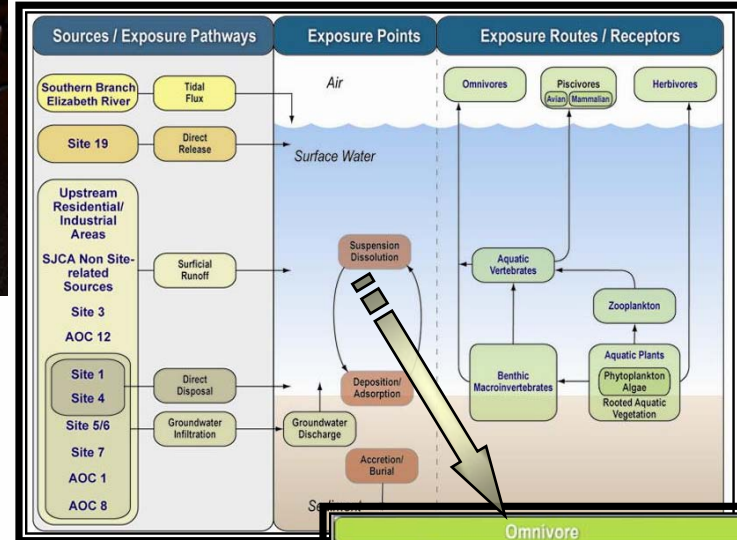 Sources / Exposure Pathways
Exposure Points
Exposure Routes / Receptors
Southern Branch
Elizabeth River
Tidal
Flux
Air
Omnivores
Piscivores
Avian
Mammalian
Herbivores
Site 19
Direct
Release
Surface Water
Upstream
Residential/
Industrial
Areas
SJCA Non Site-
related
Sources
Site 3
AOC 12
Surficial
Runoff
Suspension
Dissolution
Aquatic
Vertebrates
Zooplankton
Site 1
Site 4
Direct
Disposal
Deposition/
Adsorption
Benthic
Macroinvertebrates
Aquatic Plants
Phytoplankton
Algae
Rooted Aquatic
Vegetation
Site 5/6
Site 7
AOC 1
AOC 8
Groundwater
Infiltration
Groundwater
Discharge
Accretion/
Burial
Sediment
Omnivore